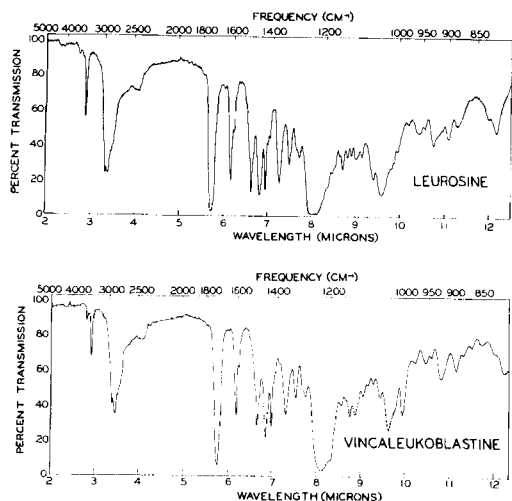 FREQUENCY (CM⁻¹)
5000 4000 3000 2500 2000 1800 1600 1400 1200 1000 950 900 850
100
80
60
40
20
0
PERCENT TRANSMISSION
LEUROSINE
2 3 4 5 6 7 8 9 10 11 12
WAVELENGTH (MICRONS)
FREQUENCY (CM⁻¹)
5000 4000 3000 2500 2000 1800 1600 1400 1200 1000 950 900 850
100
80
60
40
20
0
PERCENT TRANSMISSION
VINCALEUKOBLASTINE
2 3 4 5 6 7 8 9 10 11 12
WAVELENGTH (MICRONS)